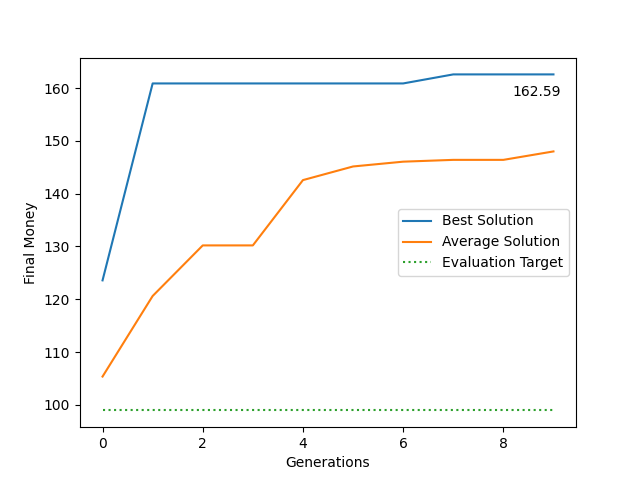 160
150
140
130
120
110
100
Final Money
162.59
Best Solution
Average Solution
Evaluation Target
0 2 4 6 8
Generations